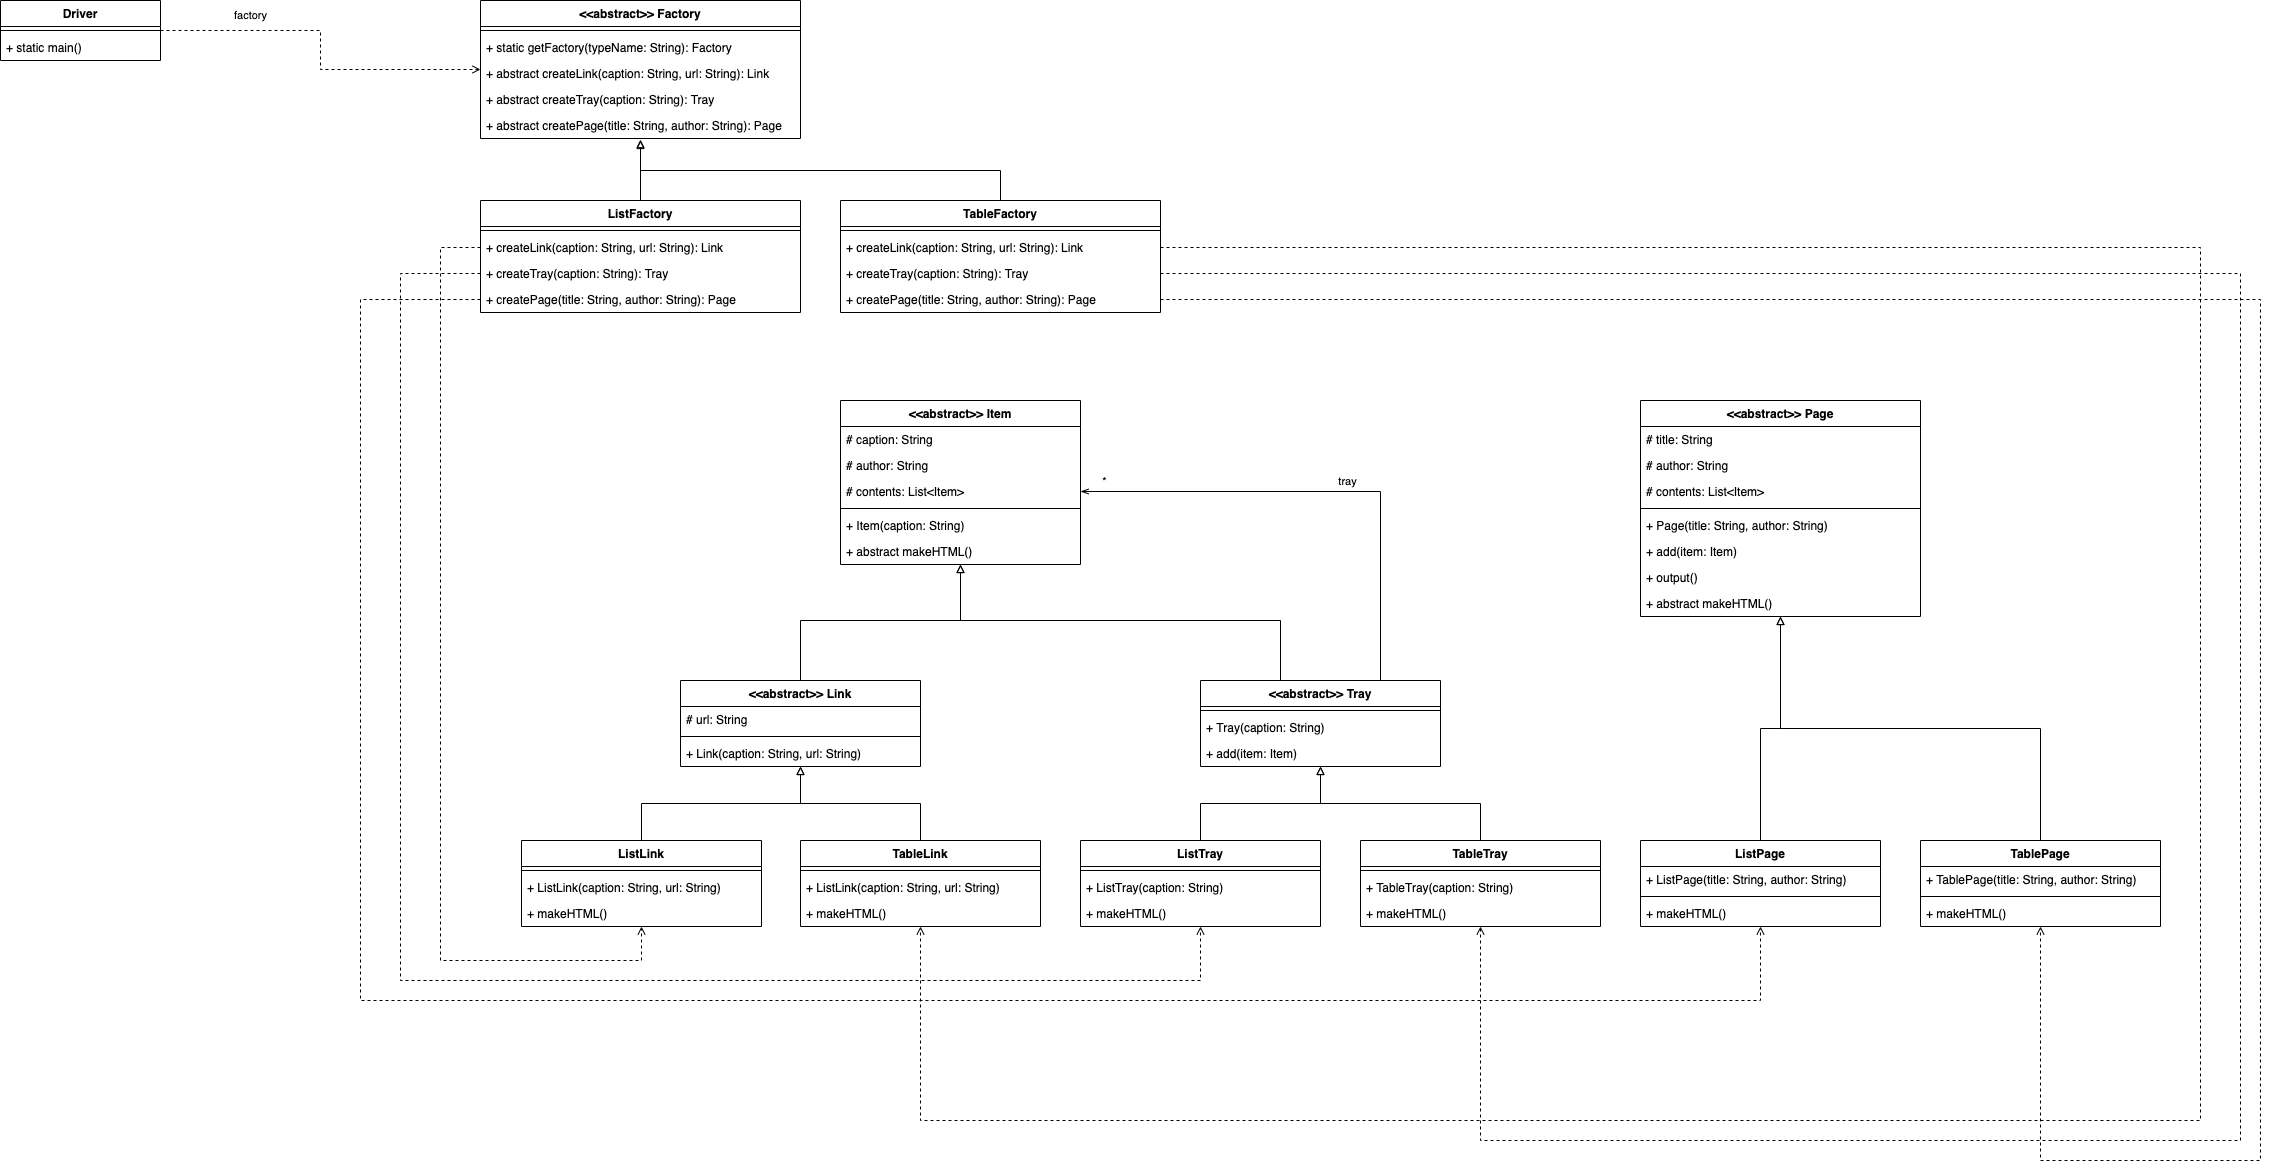 Driver
+ static main()
factory
<<abstract>> Factory
+ static getFactory(typeName: String): Factory
+ abstract createLink(caption: String, url: String): Link
+ abstract createTray(caption: String): Tray
+ abstract createPage(title: String, author: String): Page
ListFactory
+ createLink(caption: String, url: String): Link
+ createTray(caption: String): Tray
+ createPage(title: String, author: String): Page
TableFactory
+ createLink(caption: String, url: String): Link
+ createTray(caption: String): Tray
+ createPage(title: String, author: String): Page
<<abstract>> Item
# caption: String
# author: String
# contents: List<Item>
+ Item(caption: String)
+ abstract makeHTML()
*
tray
<<abstract>> Page
# title: String
# author: String
# contents: List<Item>
+ Page(title: String, author: String)
+ add(item: Item)
+ output()
+ abstract makeHTML()
<<abstract>> Link
# url: String
+ Link(caption: String, url: String)
<<abstract>> Tray
+ Tray(caption: String)
+ add(item: Item)
ListLink
+ ListLink(caption: String, url: String)
+ makeHTML()
TableLink
+ ListLink(caption: String, url: String)
+ makeHTML()
ListTray
+ ListTray(caption: String)
+ makeHTML()
TableTray
+ TableTray(caption: String)
+ makeHTML()
ListPage
+ ListPage(title: String, author: String)
+ makeHTML()
TablePage
+ TablePage(title: String, author: String)
+ makeHTML()